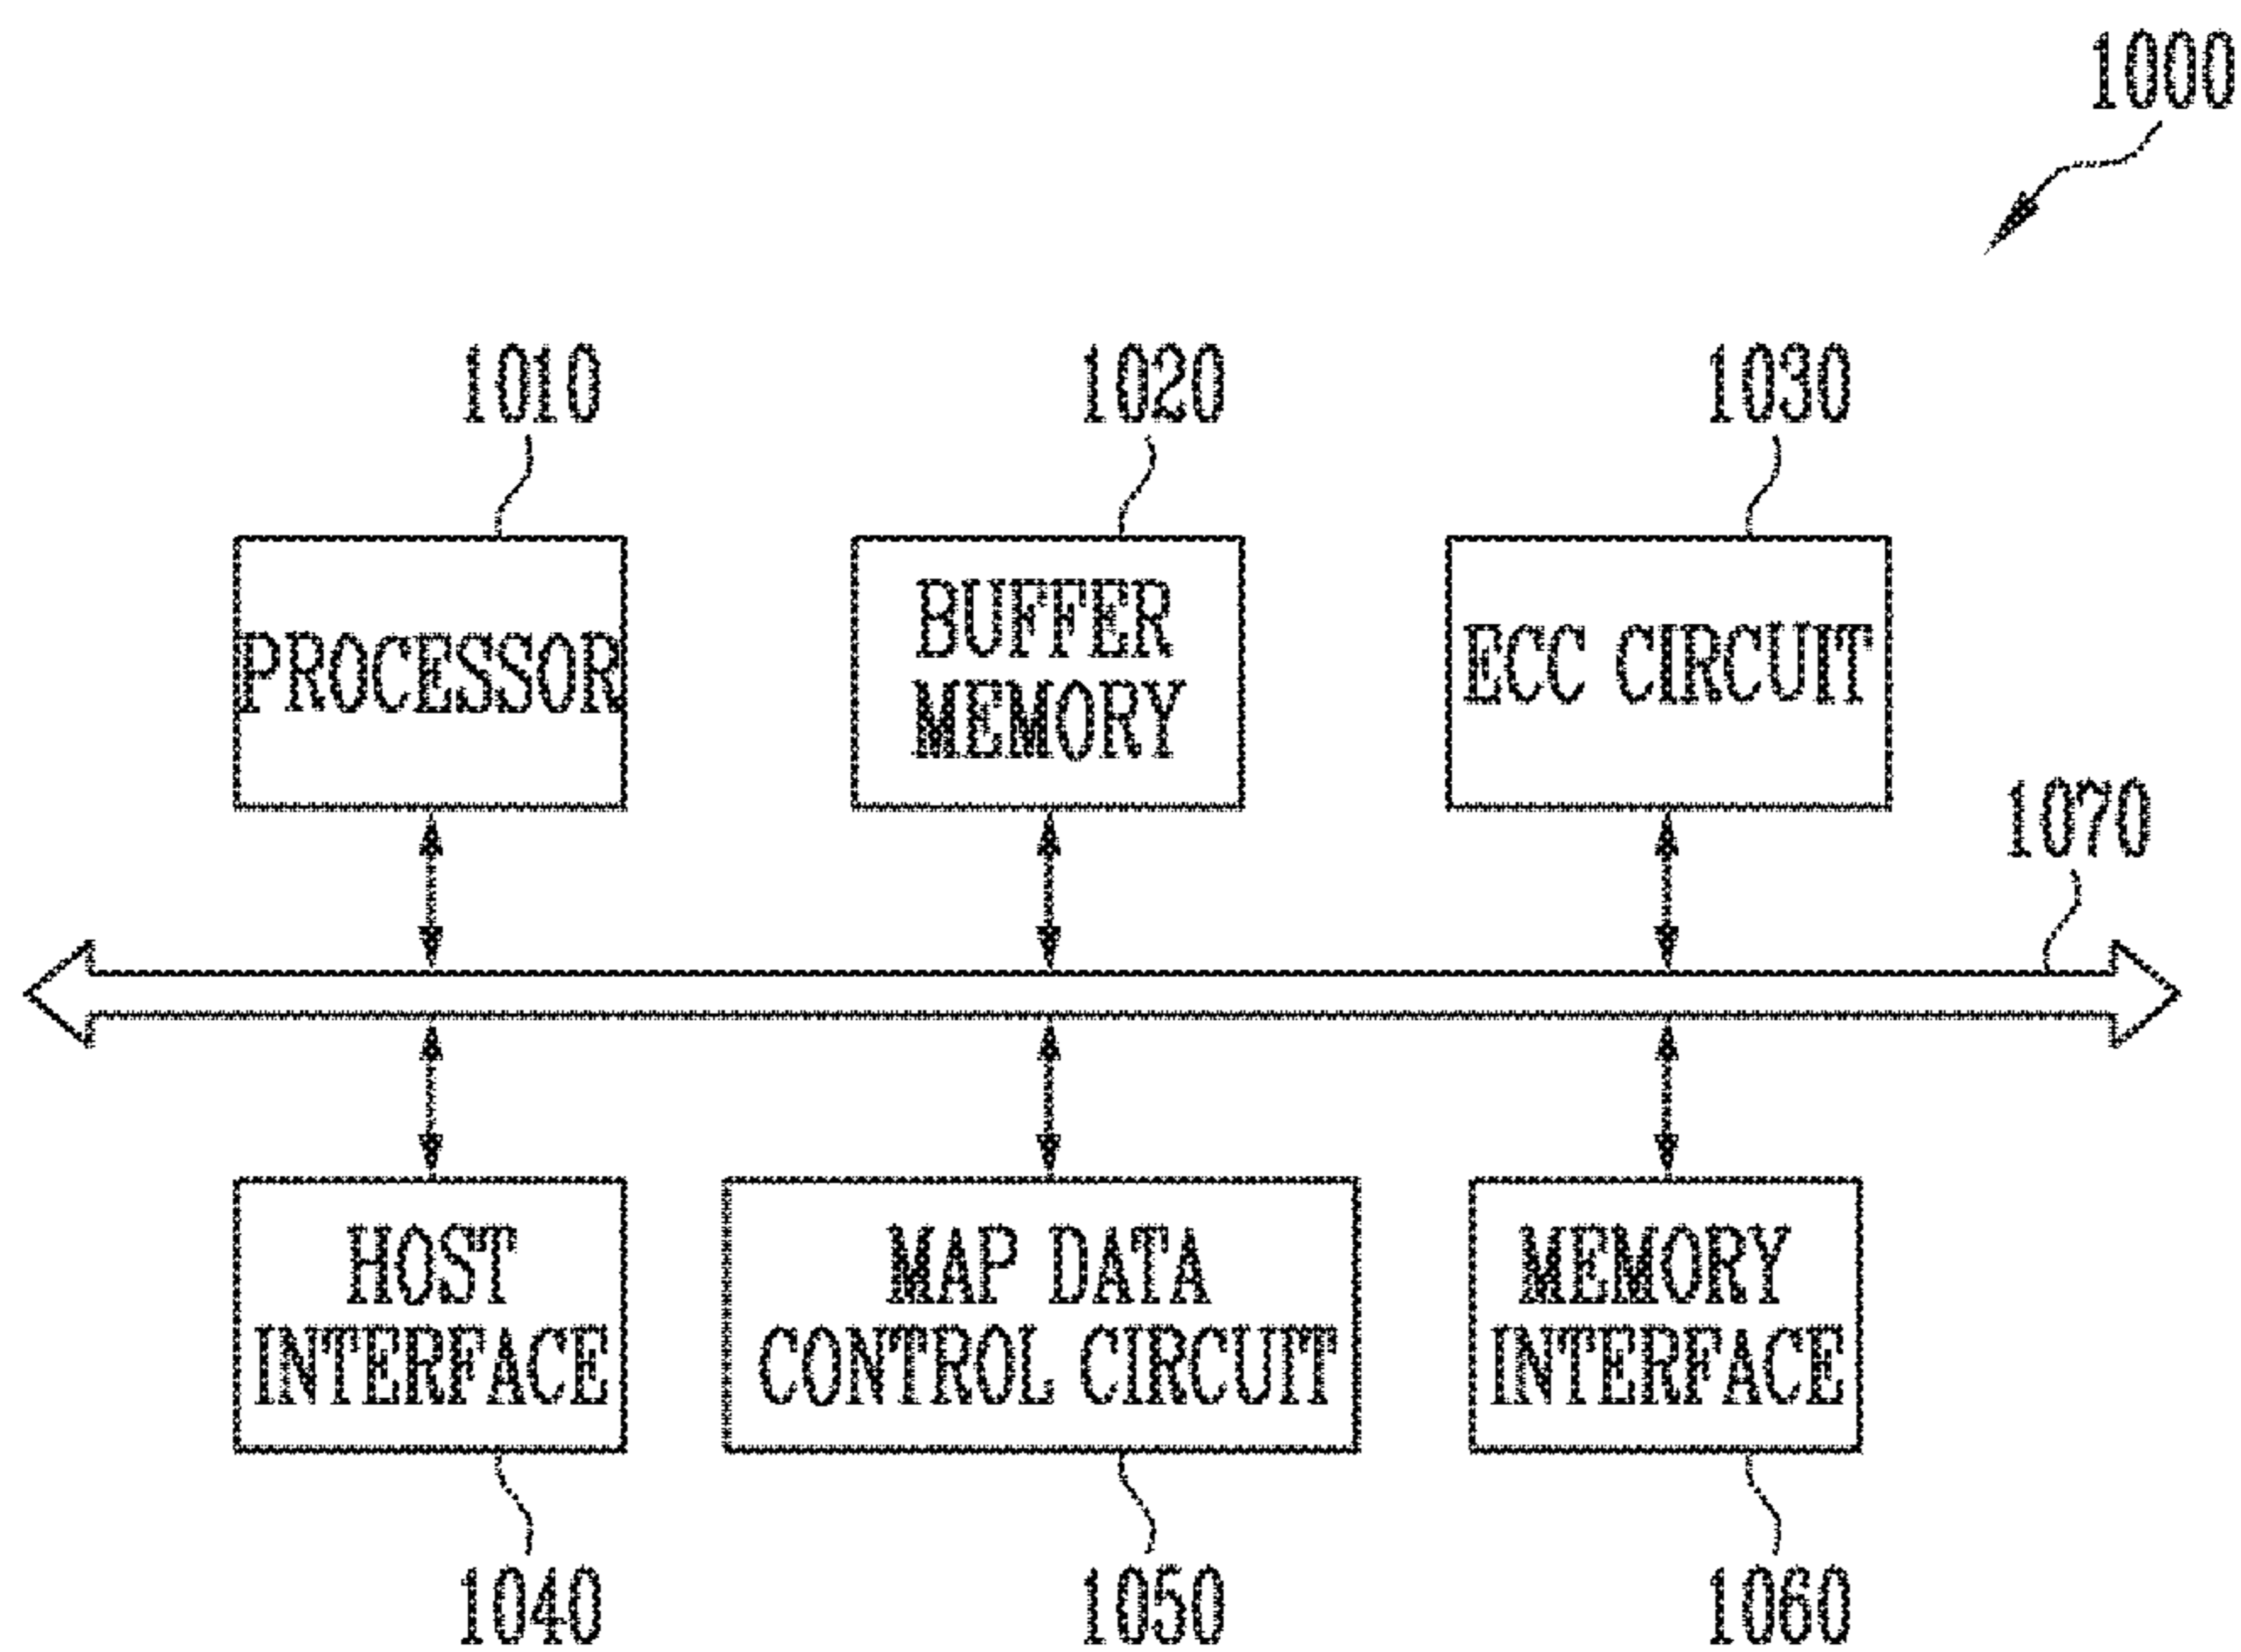 1000
1010
1020
1030
PROCESSOR
BUFFER
MEMORY
ECC CIRCUIT
1070
HOST
INTERFACE
MAP DATA
CONTROL CIRCUIT
MEMORY
INTERFACE
1040
1050
1060